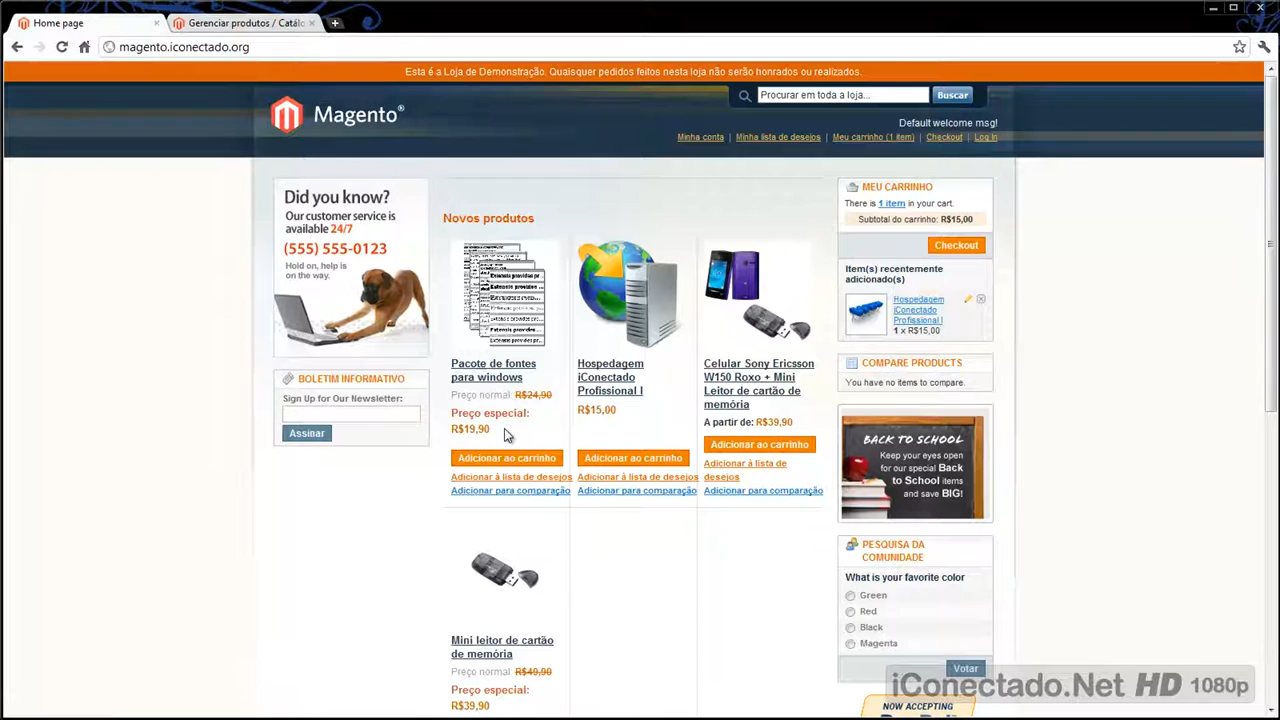 Home page
Gerenciar produtos / Catálo
magento.iconectado.org
Esta é a Loja de Demonstração. Quaisquer pedidos feitos nesta loja não serão honrados ou realizados.
Magento®
Procurar em toda a loja...
Buscar
Default welcome msg!
Minha conta | Minha lista de desejos | Meu carrinho (1 item) | Checkout | Log In
Did you know?
Our customer service is
available 24/7
(555) 555-0123
Hold on, help is
on the way.
BOLETIM INFORMATIVO
Sign Up for Our Newsletter:
Assinar
Novos produtos
Pacote de fontes
para windows
Preço normal R$24,90
Preço especial:
R$19,90
Adicionar ao carrinho
Adicionar à lista de desejos
Adicionar para comparação
Hospedagem
iConectado
Profissional I
R$15,00
Adicionar ao carrinho
Adicionar à lista de desejos
Adicionar para comparação
Celular Sony Ericsson
W150 Roxo + Mini
Leitor de cartão de
memória
A partir de: R$39,90
Adicionar ao carrinho
Adicionar à lista de
desejos
Adicionar para comparação
Mini leitor de cartão
de memória
Preço normal R$49,90
Preço especial:
R$39,90
MEU CARRINHO
There is 1 item in your cart.
Subtotal do carrinho: R$15,00
Checkout
Item(s) recentemente
adicionado(s)
Hospedagem
iConectado
Profissional I
1 x R$15,00
COMPARE PRODUCTS
You have no items to compare.
BACK TO SCHOOL
Keep your eyes open
for our special Back
to School items
and save BIG!
PESQUISA DA
COMUNIDADE
What is your favorite color
Green
Red
Black
Magenta
Votar
iConectado.Net HD 1080p
NOW ACCEPTING